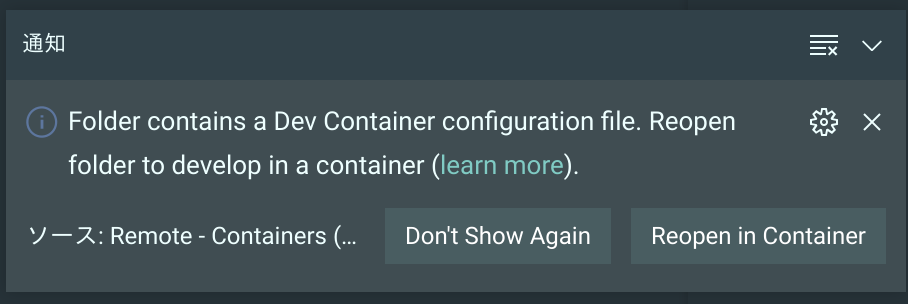 通知
Folder contains a Dev Container configuration file. Reopen
folder to develop in a container (learn more).
ソース: Remote - Containers (...
Don't Show Again
Reopen in Container